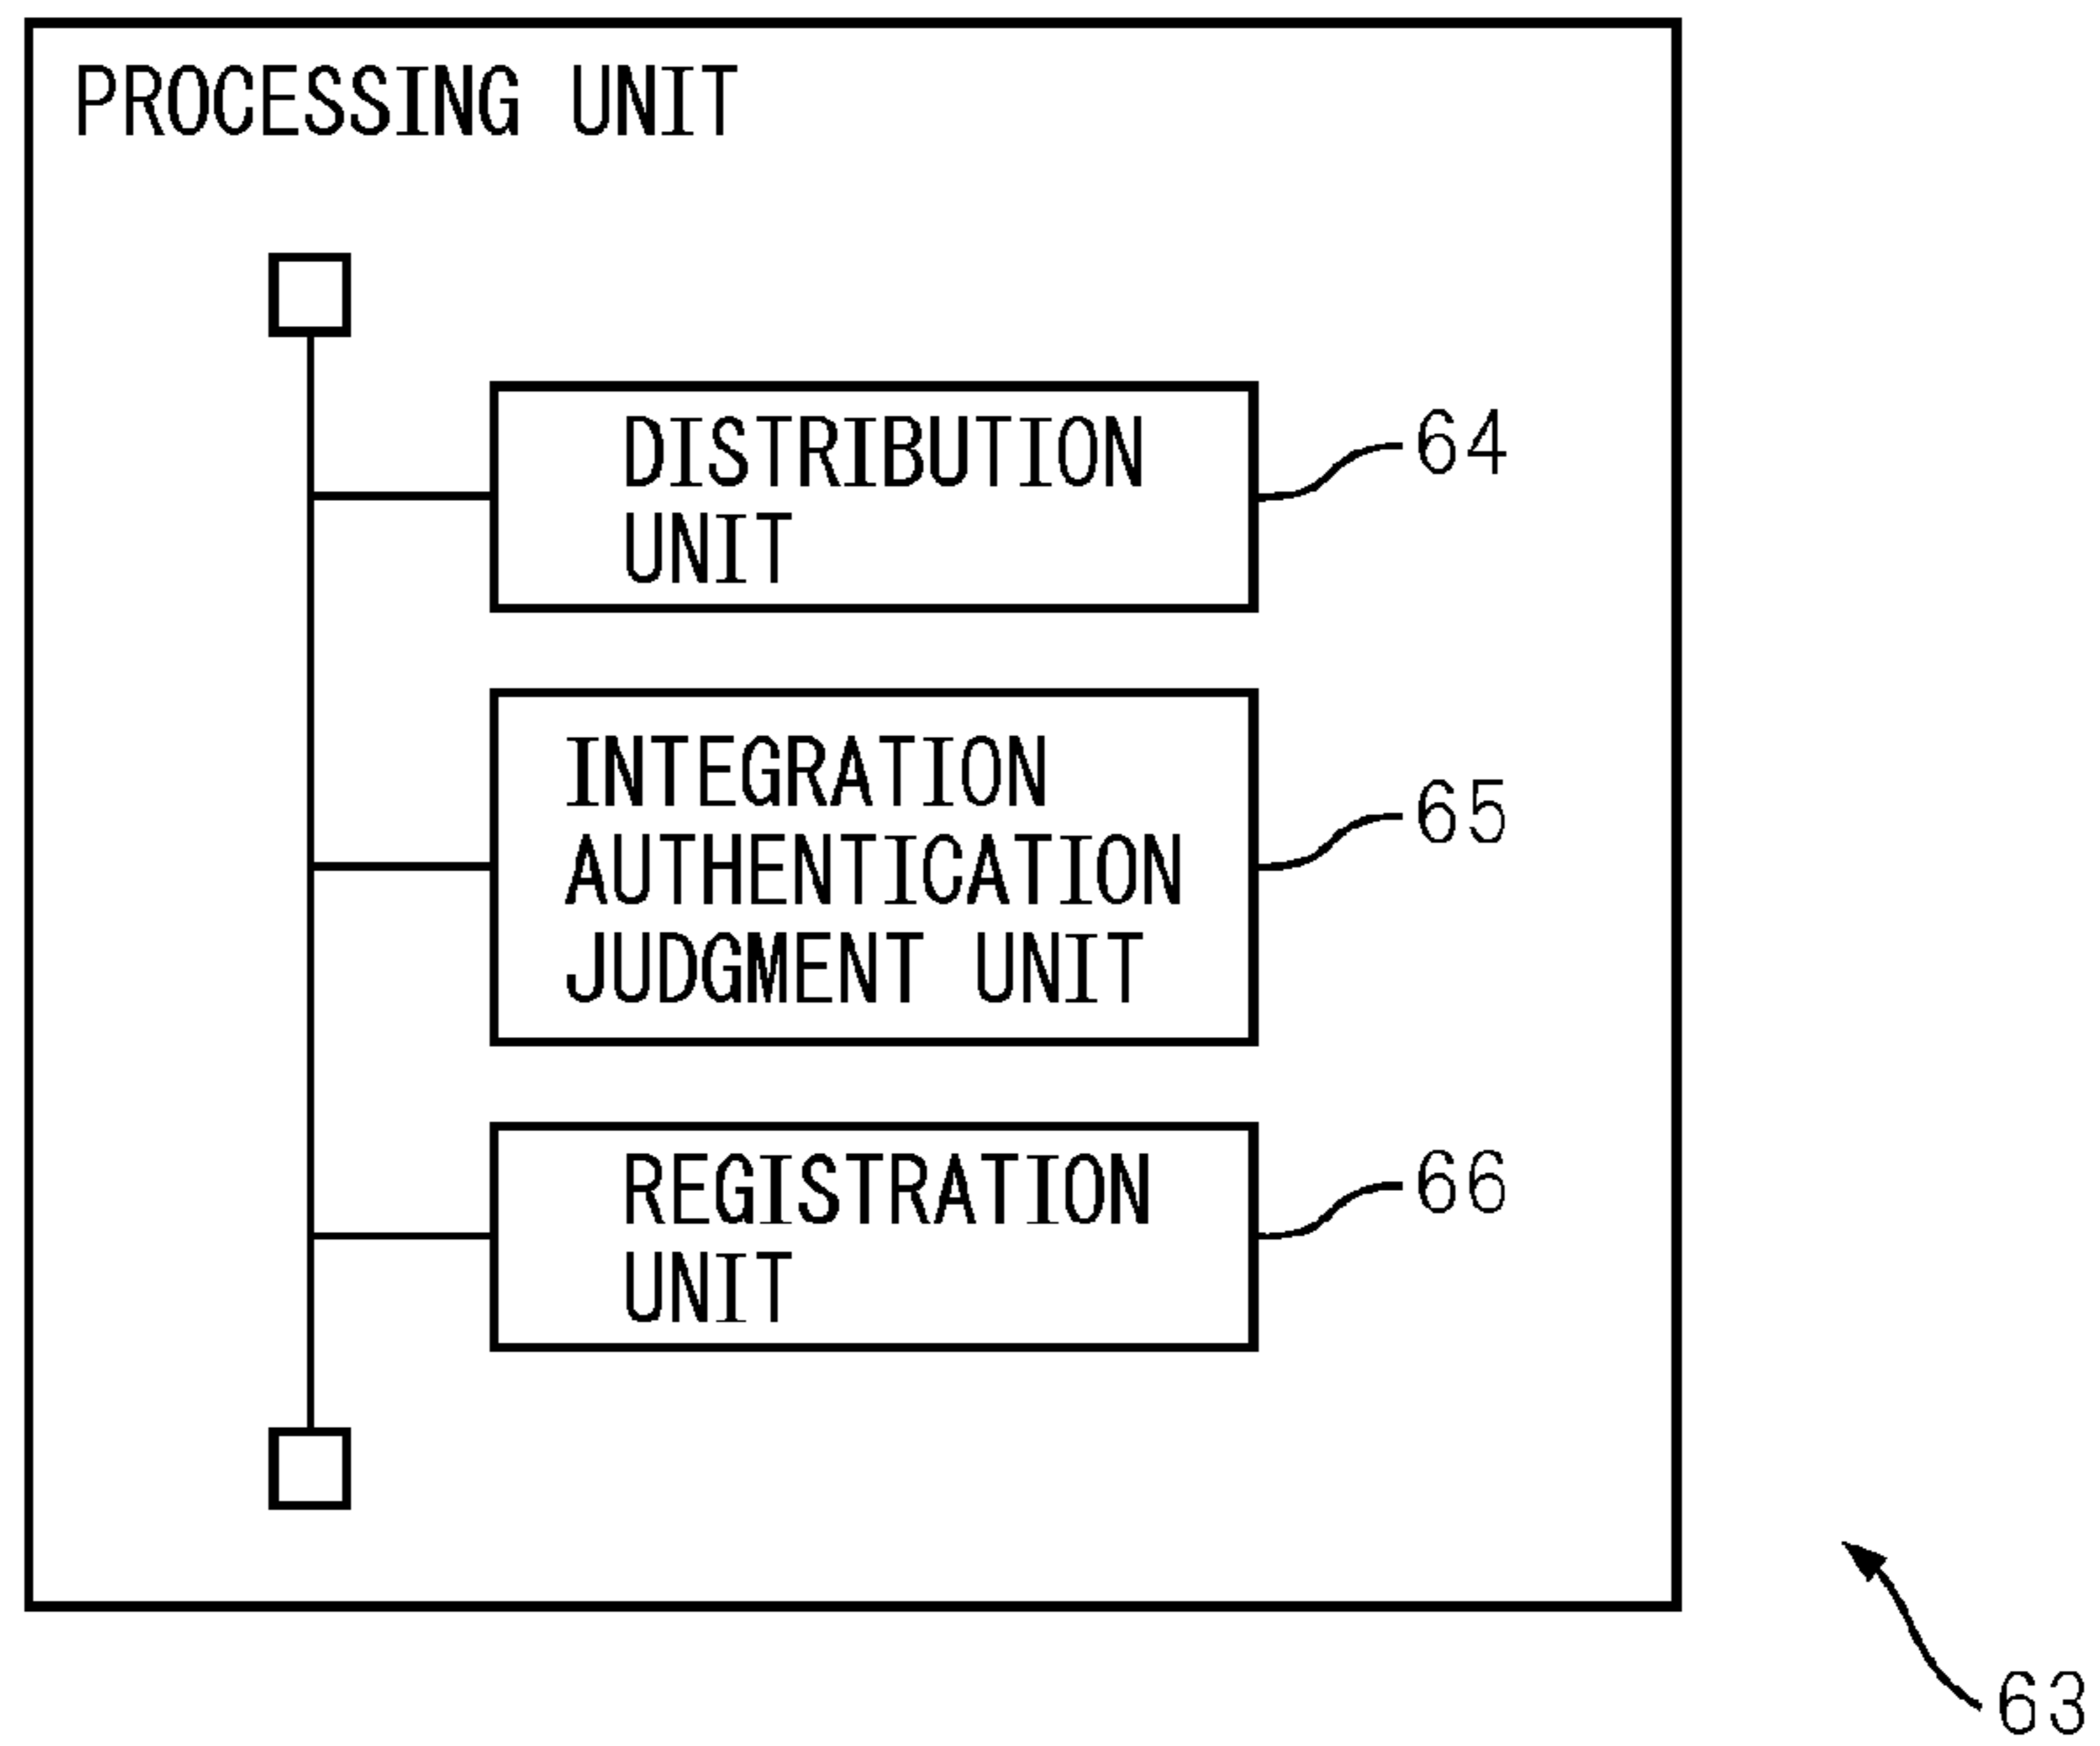 PROCESSING UNIT
DISTRIBUTION
UNIT
64
INTEGRATION
AUTHENTICATION
JUDGMENT UNIT
65
REGISTRATION
UNIT
66
63